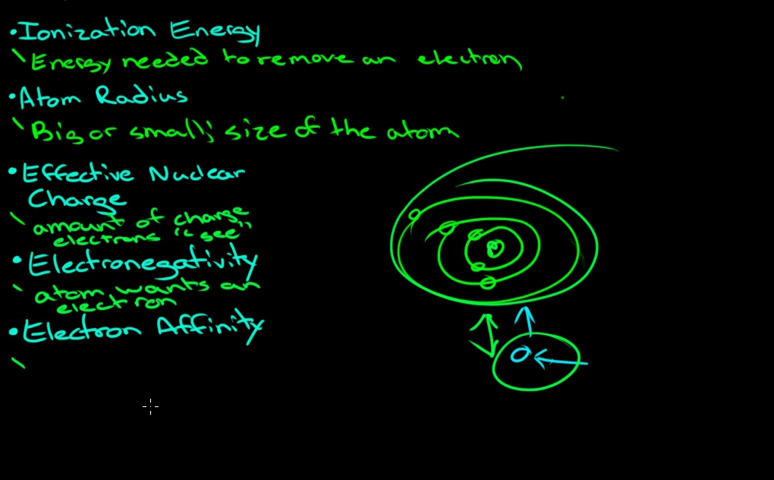 •Ionization Energy
\ Energy needed to remove an electron
•Atom Radius
\ Big or small; size of the atom
•Effective Nuclear
Charge
\ amount of charge
electrons "see"
•Electronegativity
\ atom wants an
electron
•Electron Affinity
\